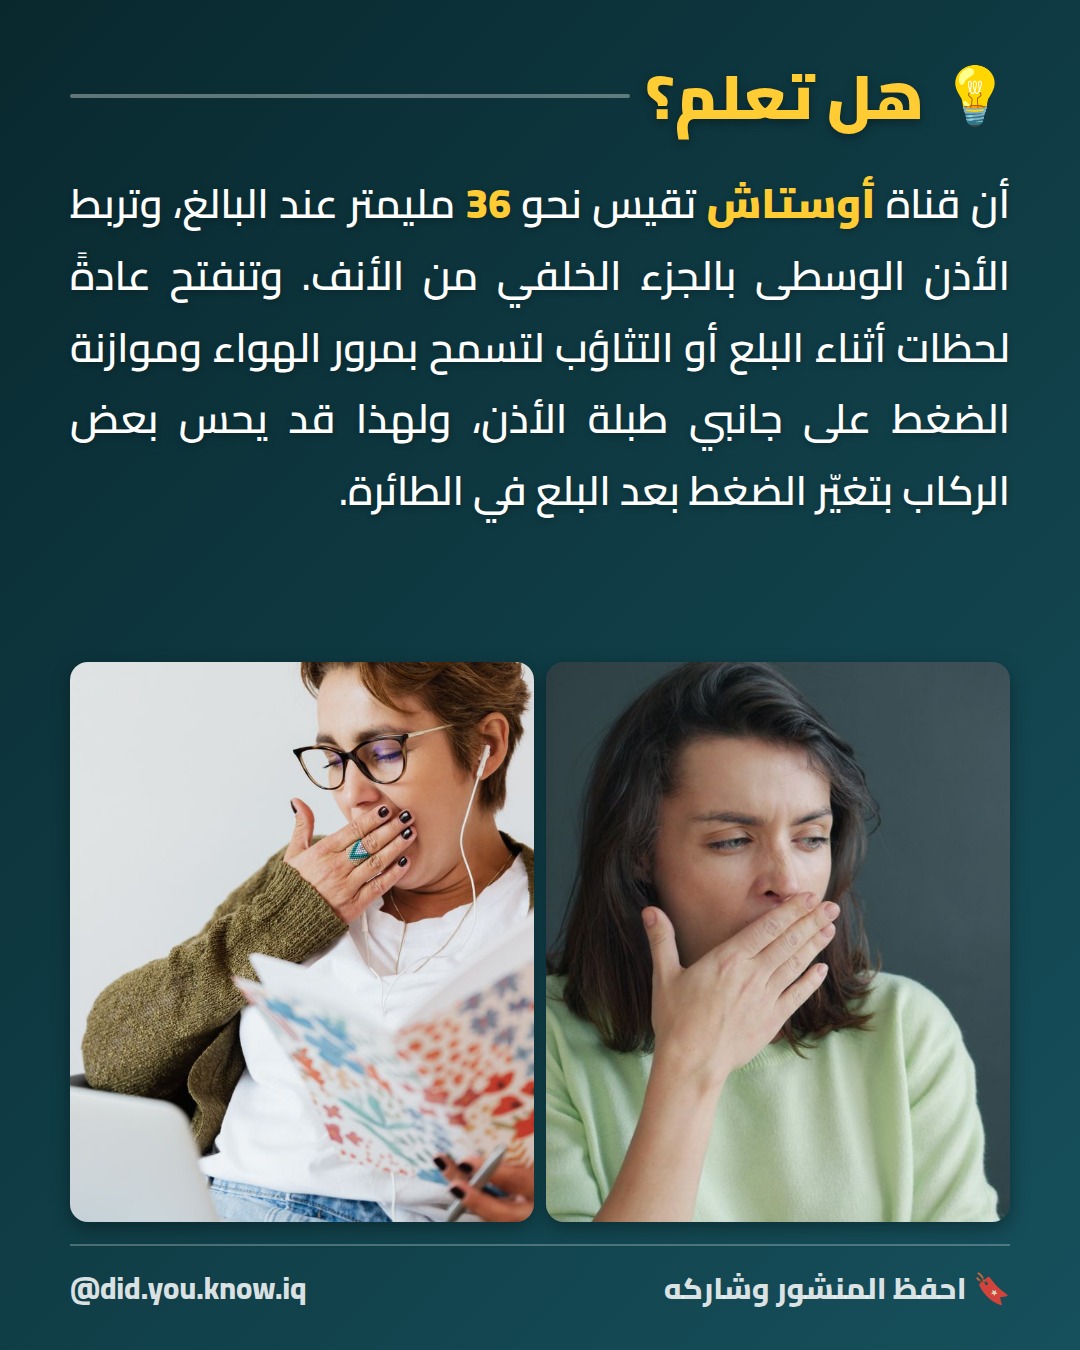 هل تعلم؟
أن قناة أوستاش تقيس نحو 36 مليمتر عند البالغ، وتربط
الأذن الوسطى بالجزء الخلفي من الأنف. وتنفتح عادةً
لحظات أثناء البلع أو التثاؤب لتسمح بمرور الهواء وموازنة
الضغط على جانبي طبلة الأذن، ولهذا قد يحس بعض
الركاب بتغيّر الضغط بعد البلع في الطائرة.
احفظ المنشور وشاركه
@did.you.know.iq